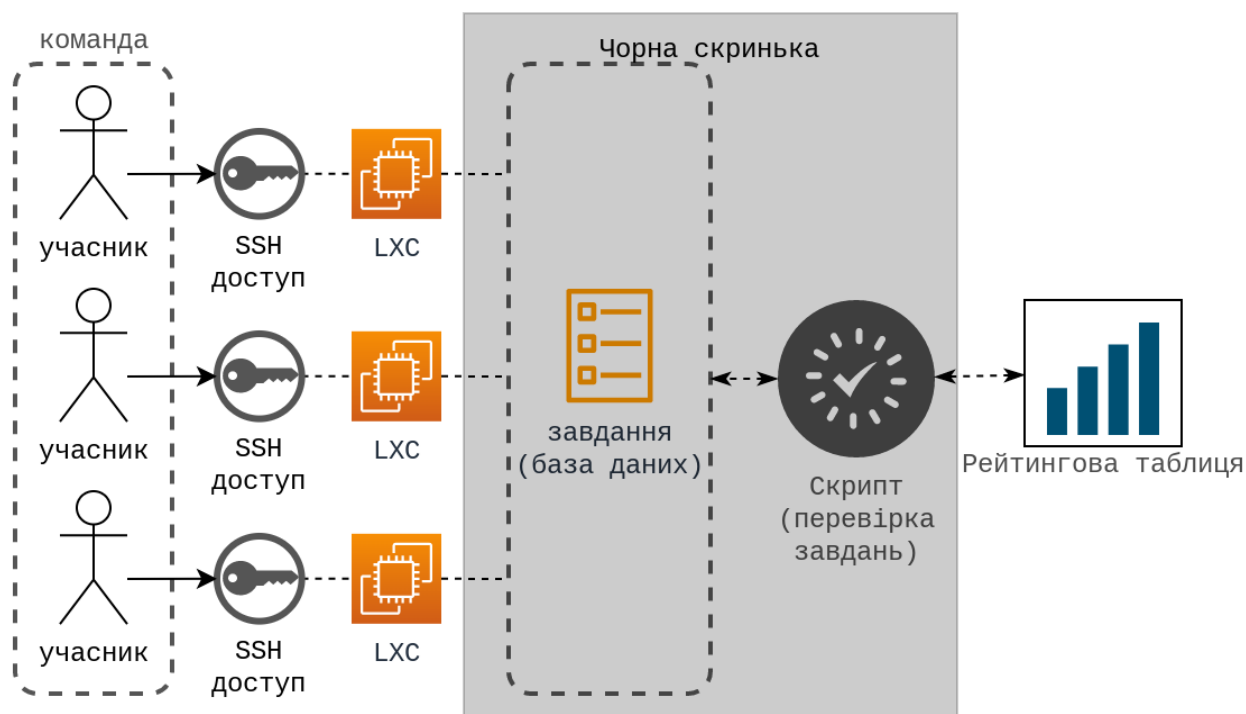 команда
Чорна скринька
учасник
SSH
доступ
LXC
учасник
SSH
доступ
LXC
завдання
(база даних)
Скрипт
(перевірка
завдань)
Рейтингова таблиця
учасник
SSH
доступ
LXC